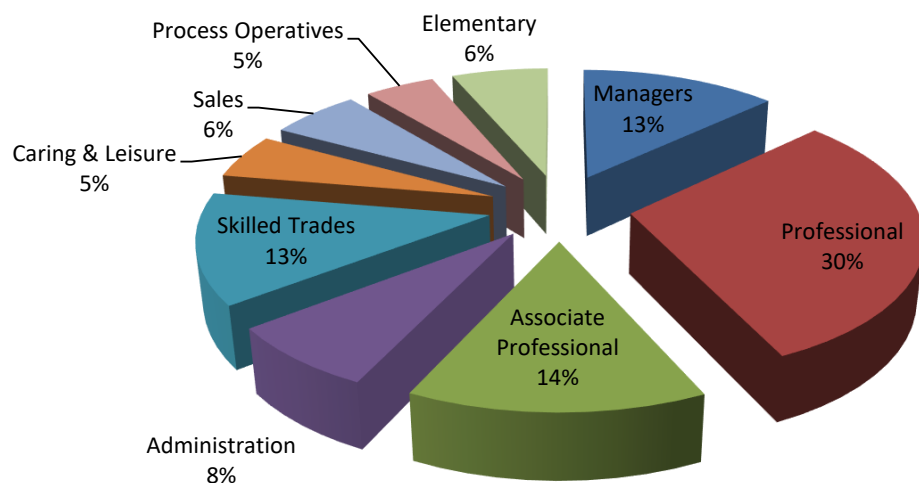 Process Operatives
5%
Elementary
6%
Managers
13%
Sales
6%
Caring & Leisure
5%
Skilled Trades
13%
Professional
30%
Associate
Professional
14%
Administration
8%